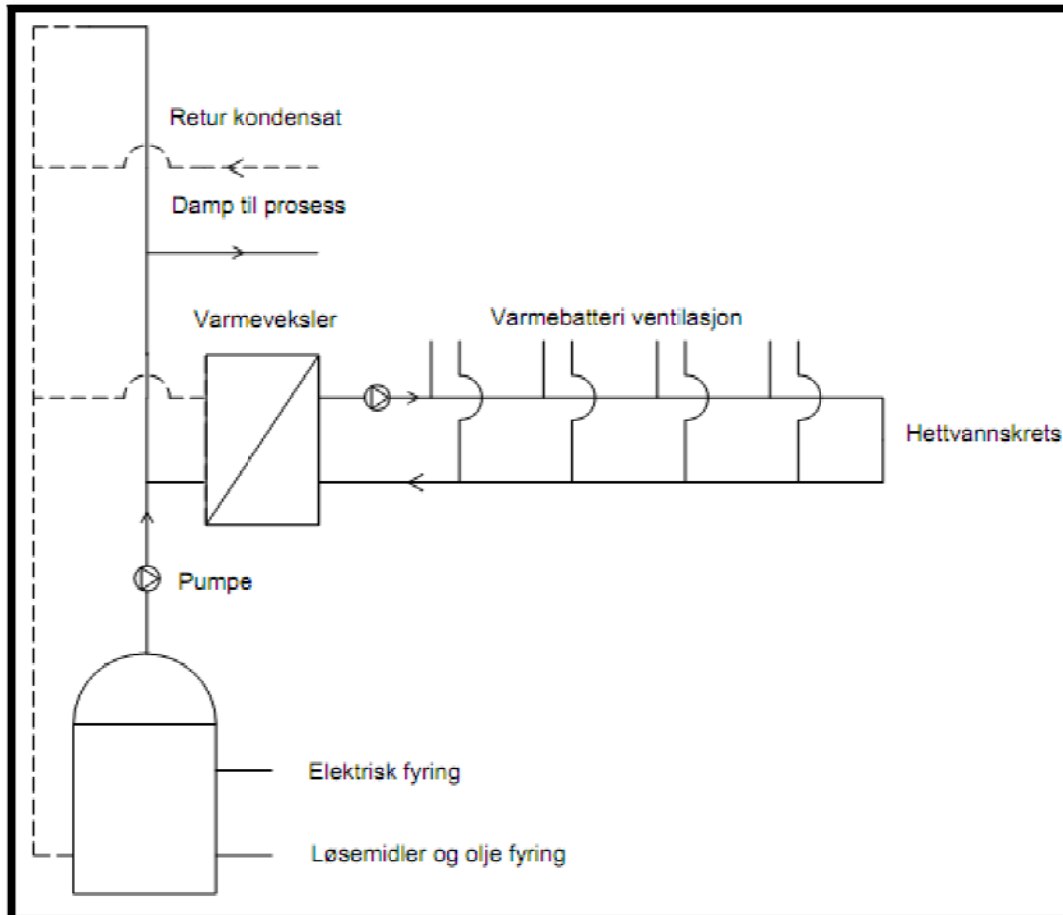 Retur kondensat
Damp til prosess
Varmeveksler
Varmebatteri ventilasjon
Hettvannskrets
Pumpe
Elektrisk fyring
Løsemidler og olje fyring